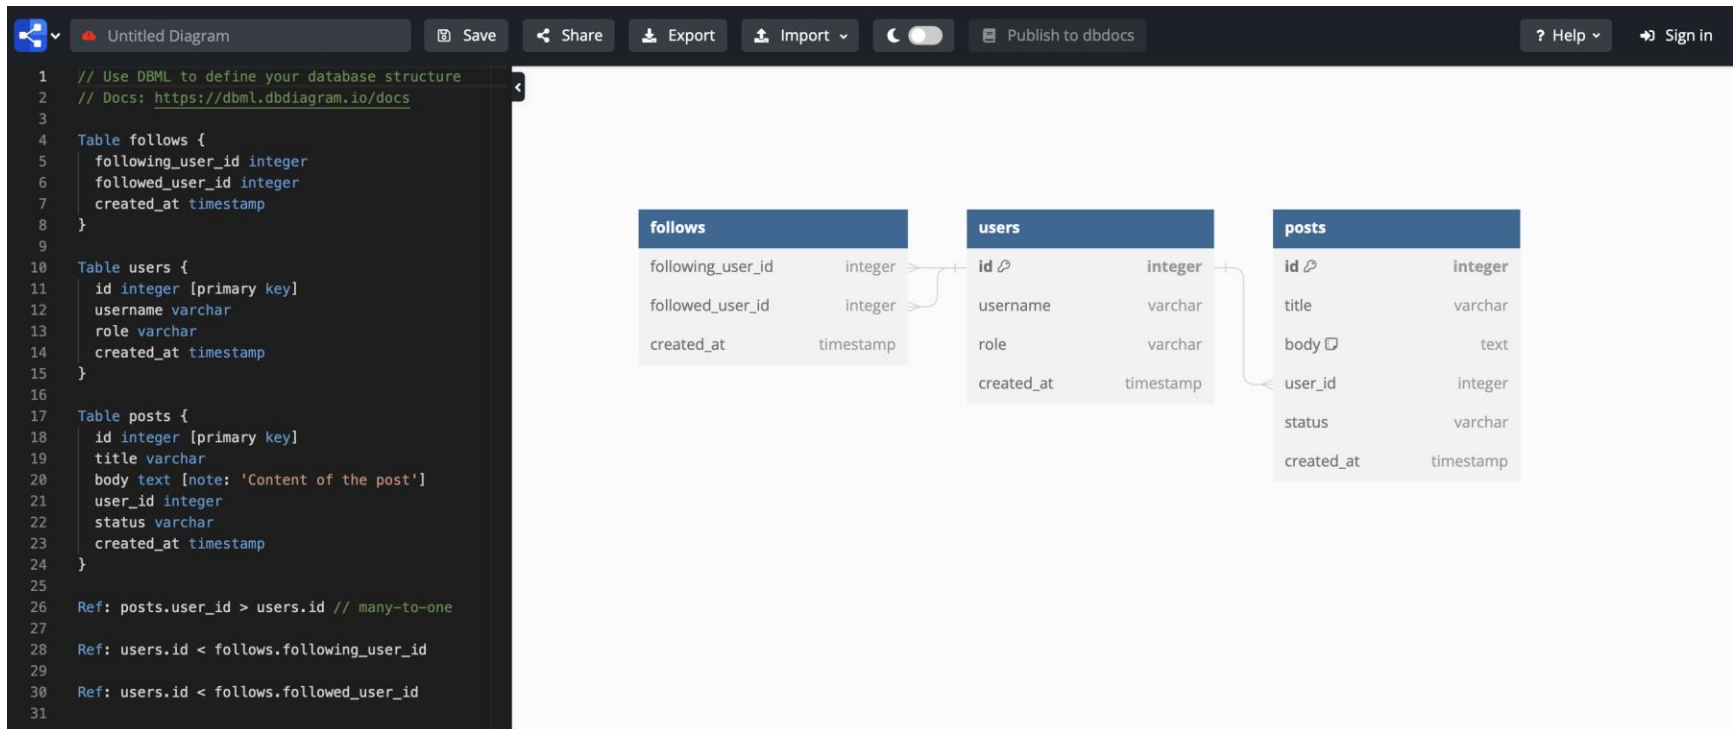 Untitled Diagram Save Share Export Import Publish to dbdocs ? Help Sign in
1 // Use DBML to define your database structure
2 // Docs: https://dbml.dbdiagram.io/docs
3
4 Table follows {
5 following_user_id integer
6 followed_user_id integer
7 created_at timestamp
8 }
9
10 Table users {
11 id integer [primary key]
12 username varchar
13 role varchar
14 created_at timestamp
15 }
16
17 Table posts {
18 id integer [primary key]
19 title varchar
20 body text [note: 'Content of the post']
21 user_id integer
22 status varchar
23 created_at timestamp
24 }
25
26 Ref: posts.user_id > users.id // many-to-one
27
28 Ref: users.id < follows.following_user_id
29
30 Ref: users.id < follows.followed_user_id
31
follows
following_user_id integer
followed_user_id integer
created_at timestamp
users
id integer
username varchar
role varchar
created_at timestamp
posts
id integer
title varchar
body text
user_id integer
status varchar
created_at timestamp